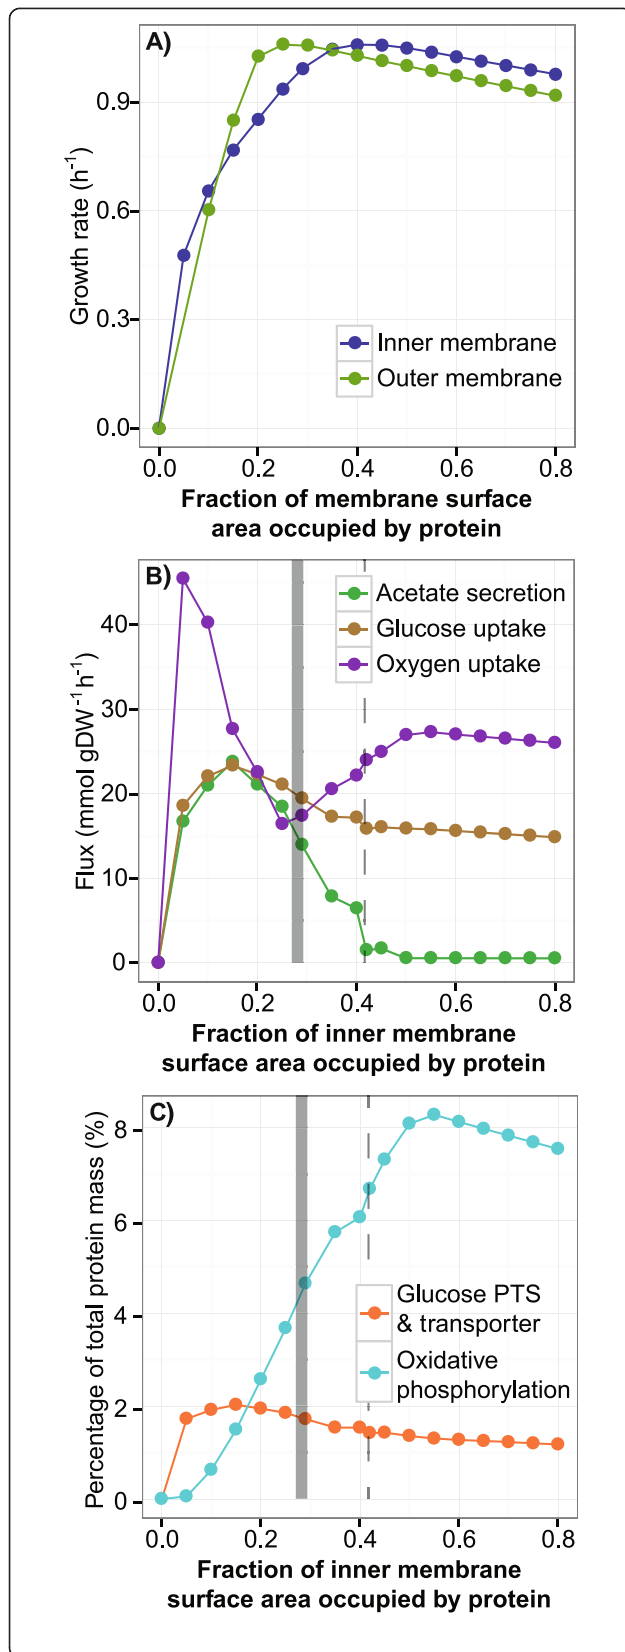 A)
Growth rate (h⁻¹)
0.9
0.6
0.3
0.0
Inner membrane
Outer membrane
0.0 0.2 0.4 0.6 0.8
Fraction of membrane surface
area occupied by protein
B)
Flux (mmol gDW⁻¹ h⁻¹)
40
30
20
10
0
Acetate secretion
Glucose uptake
Oxygen uptake
0.0 0.2 0.4 0.6 0.8
Fraction of inner membrane
surface area occupied by protein
C)
Percentage of total protein mass (%)
8
6
4
2
0
Glucose PTS
& transporter
Oxidative
phosphorylation
0.0 0.2 0.4 0.6 0.8
Fraction of inner membrane
surface area occupied by protein